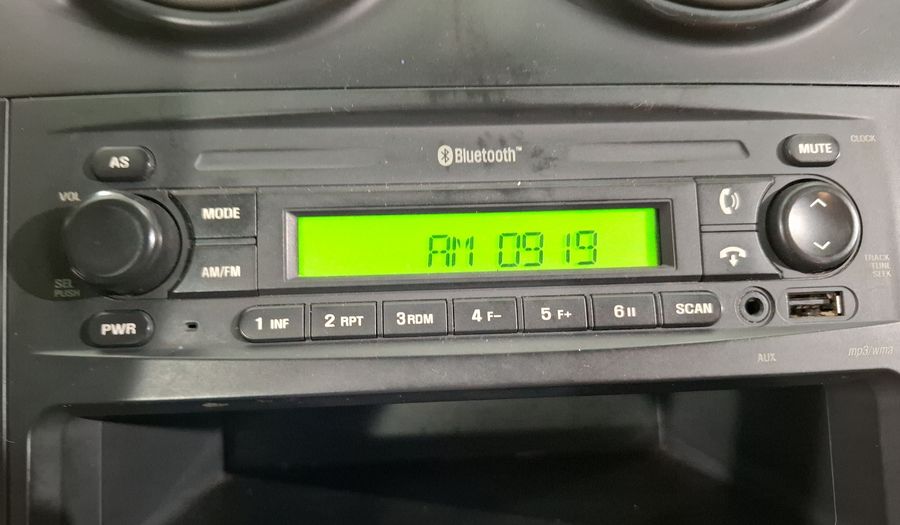 AS
Bluetooth™
MUTE
CLOCK
VOL
MODE
AM 0919
AM/FM
SEL
PUSH
TRACK
TUNE
SEEK
PWR
1 INF
2 RPT
3 RDM
4 F-
5 F+
6 II
SCAN
AUX
mp3/wma